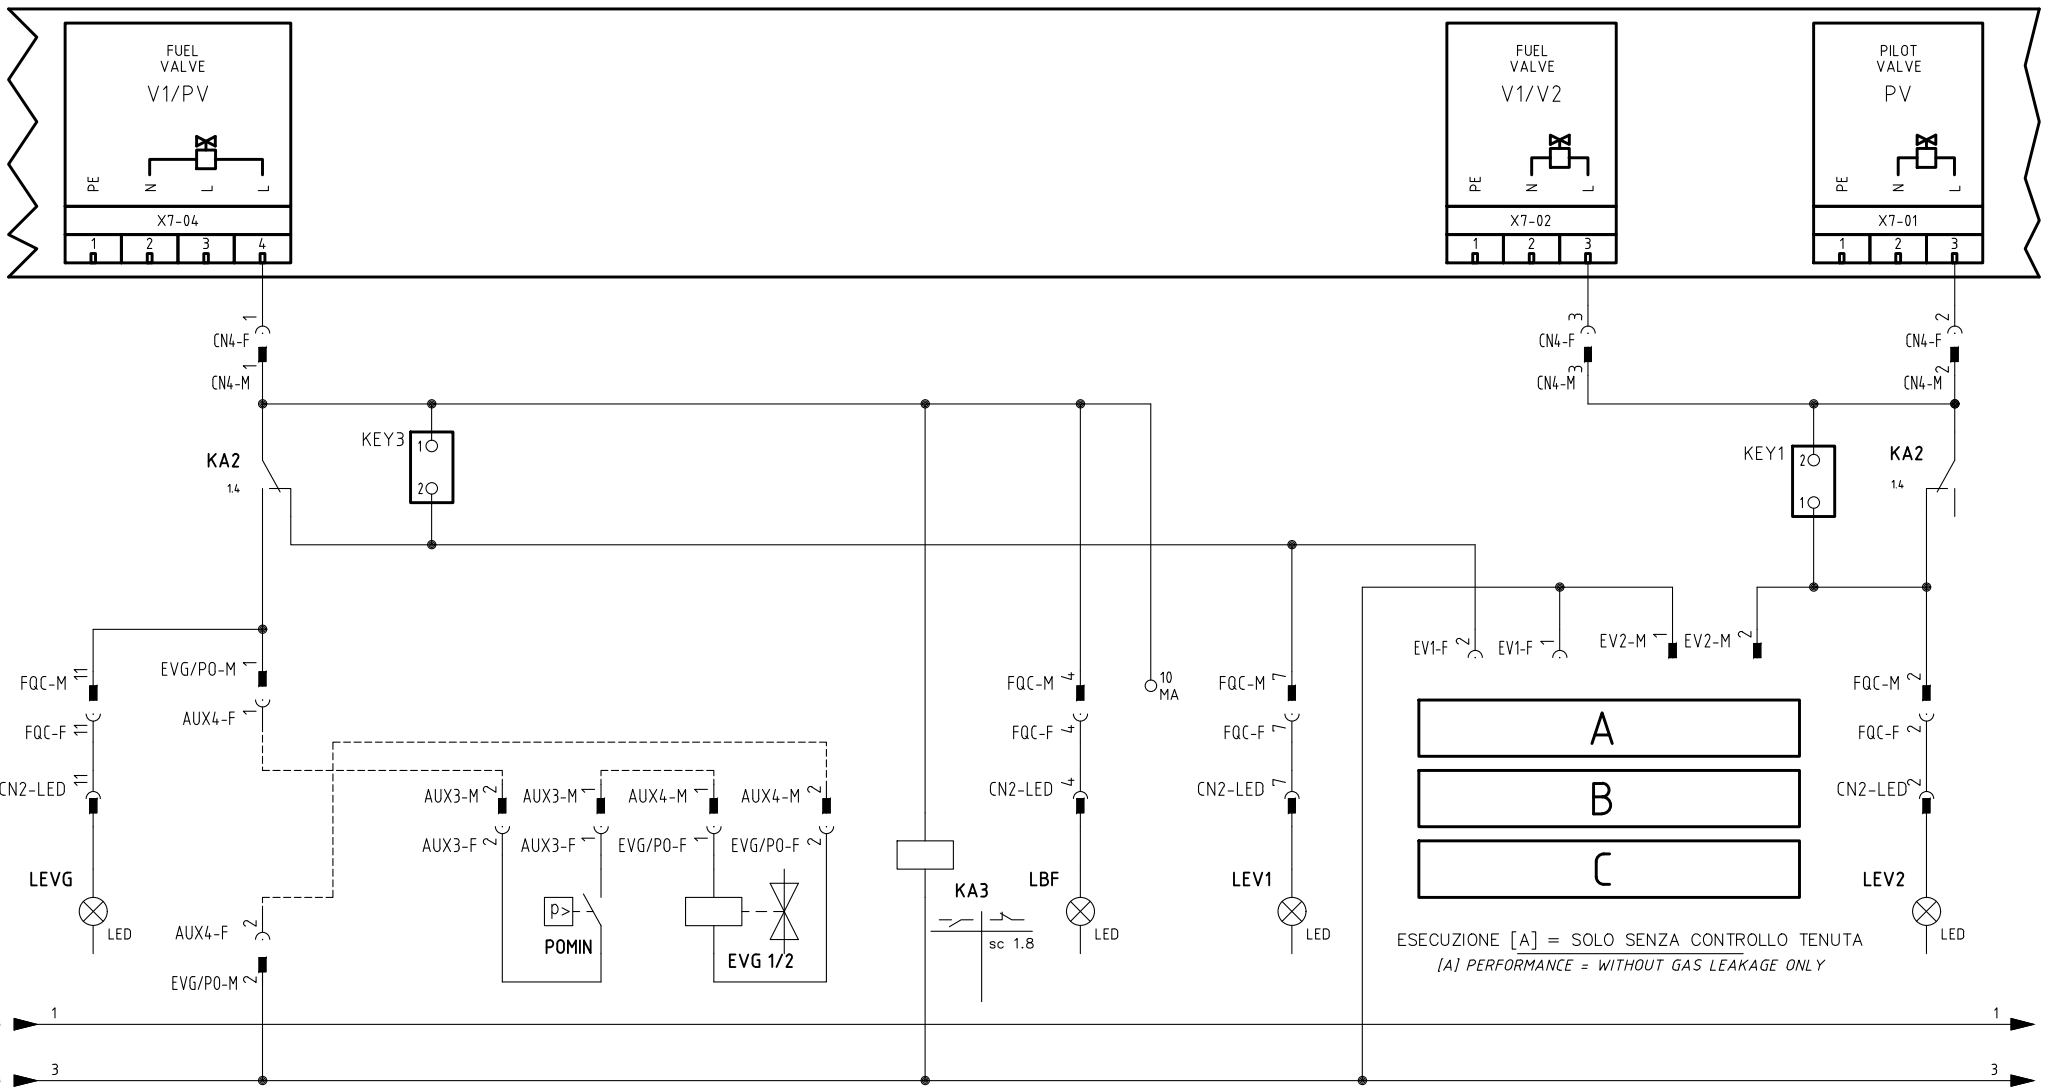 FUEL
VALVE
V1/PV
PE
N
L
L
X7-04
1
2
3
4
FUEL
VALVE
V1/V2
PE
N
L
X7-02
1
2
3
PILOT
VALVE
PV
PE
N
L
X7-01
1
2
3
1
CN4-F
1
CN4-M
3
CN4-F
3
CN4-M
2
CN4-F
2
CN4-M
KA2
1.4
KEY3
1
2
KEY1
2
1
KA2
1.4
FQC-M 11
FQC-F 11
CN2-LED 11
LEVG
LED
EVG/PO-M 1
AUX4-F 1
AUX4-F 2
EVG/PO-M 2
AUX3-M 2
AUX3-M 1
AUX4-M 1
AUX4-M 2
AUX3-F 2
AUX3-F 1
EVG/PO-F 1
EVG/PO-F 2
P>
POMIN
EVG 1/2
KA3
sc 1.8
FQC-M 4
FQC-F 4
CN2-LED 4
LBF
LED
10
MA
FQC-M 7
FQC-F 7
CN2-LED 7
LEV1
LED
EV1-F 2
EV1-F 1
EV2-M 1
EV2-M 2
A
B
C
FQC-M 2
FQC-F 2
CN2-LED 2
LEV2
LED
ESECUZIONE [A] = SOLO SENZA CONTROLLO TENUTA
[A] PERFORMANCE = WITHOUT GAS LEAKAGE ONLY
1
1
3
3